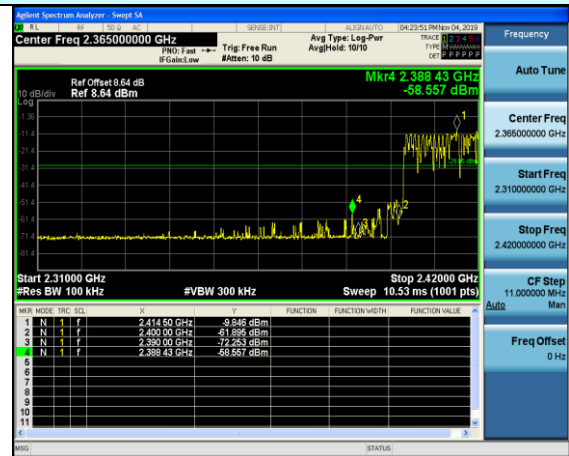 Agilent Spectrum Analyzer - Swept SA
RL RF 50 Ω AC SENSE:INT ALIGNAUTO 04:23:51 PM Nov 04, 2019
Center Freq 2.365000000 GHz
PNO: Fast
IFGain:Low
Trig: Free Run
#Atten: 10 dB
Avg Type: Log-Pwr
Avg|Hold: 10/10
TRACE 1 2 3 4 5 6
TYPE M
DET P P P P P P
Ref Offset 8.64 dB
10 dB/div Ref 8.64 dBm
Log
Mkr4 2.388 43 GHz
-58.557 dBm
-1.36
-11.4
-21.4
-31.4
-41.4
-51.4
-61.4
-71.4
-81.4
1
2
3
4
Start 2.31000 GHz Stop 2.42000 GHz
#Res BW 100 kHz #VBW 300 kHz Sweep 10.53 ms (1001 pts)
MKR MODE TRC SCL X Y FUNCTION FUNCTION WIDTH FUNCTION VALUE
1 N 1 f 2.414 50 GHz -9.846 dBm
2 N 1 f 2.400 00 GHz -61.895 dBm
3 N 1 f 2.390 00 GHz -72.253 dBm
4 N 1 f 2.388 43 GHz -58.557 dBm
5
6
7
8
9
10
11
MSG STATUS
Frequency
Auto Tune
Center Freq
2.365000000 GHz
Start Freq
2.310000000 GHz
Stop Freq
2.420000000 GHz
CF Step
11.000000 MHz
Auto Man
Freq Offset
0 Hz